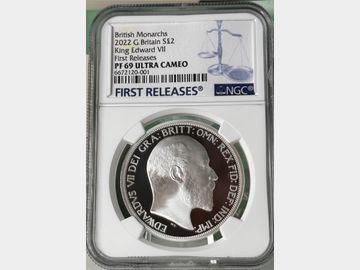 British Monarchs
2022 G.Britain S£2
King Edward VII
First Releases
PF 69 ULTRA CAMEO
6672120-001
FIRST RELEASES®
NGC®
EDWARDVS VII DEI GRA: BRITT: OMN: REX FID: DEF: IND: IMP: